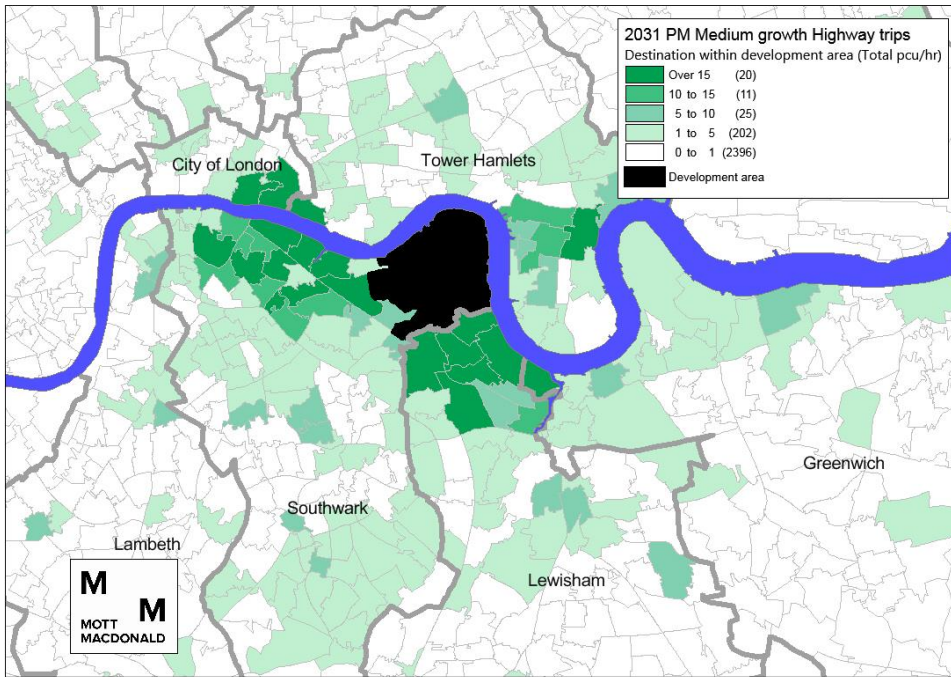 2031 PM Medium growth Highway trips
Destination within development area (Total pcu/hr)
Over 15 (20)
10 to 15 (11)
5 to 10 (25)
1 to 5 (202)
0 to 1 (2396)
Development area
City of London
Tower Hamlets
Greenwich
Southwark
Lambeth
Lewisham
M
M
MOTT
MACDONALD